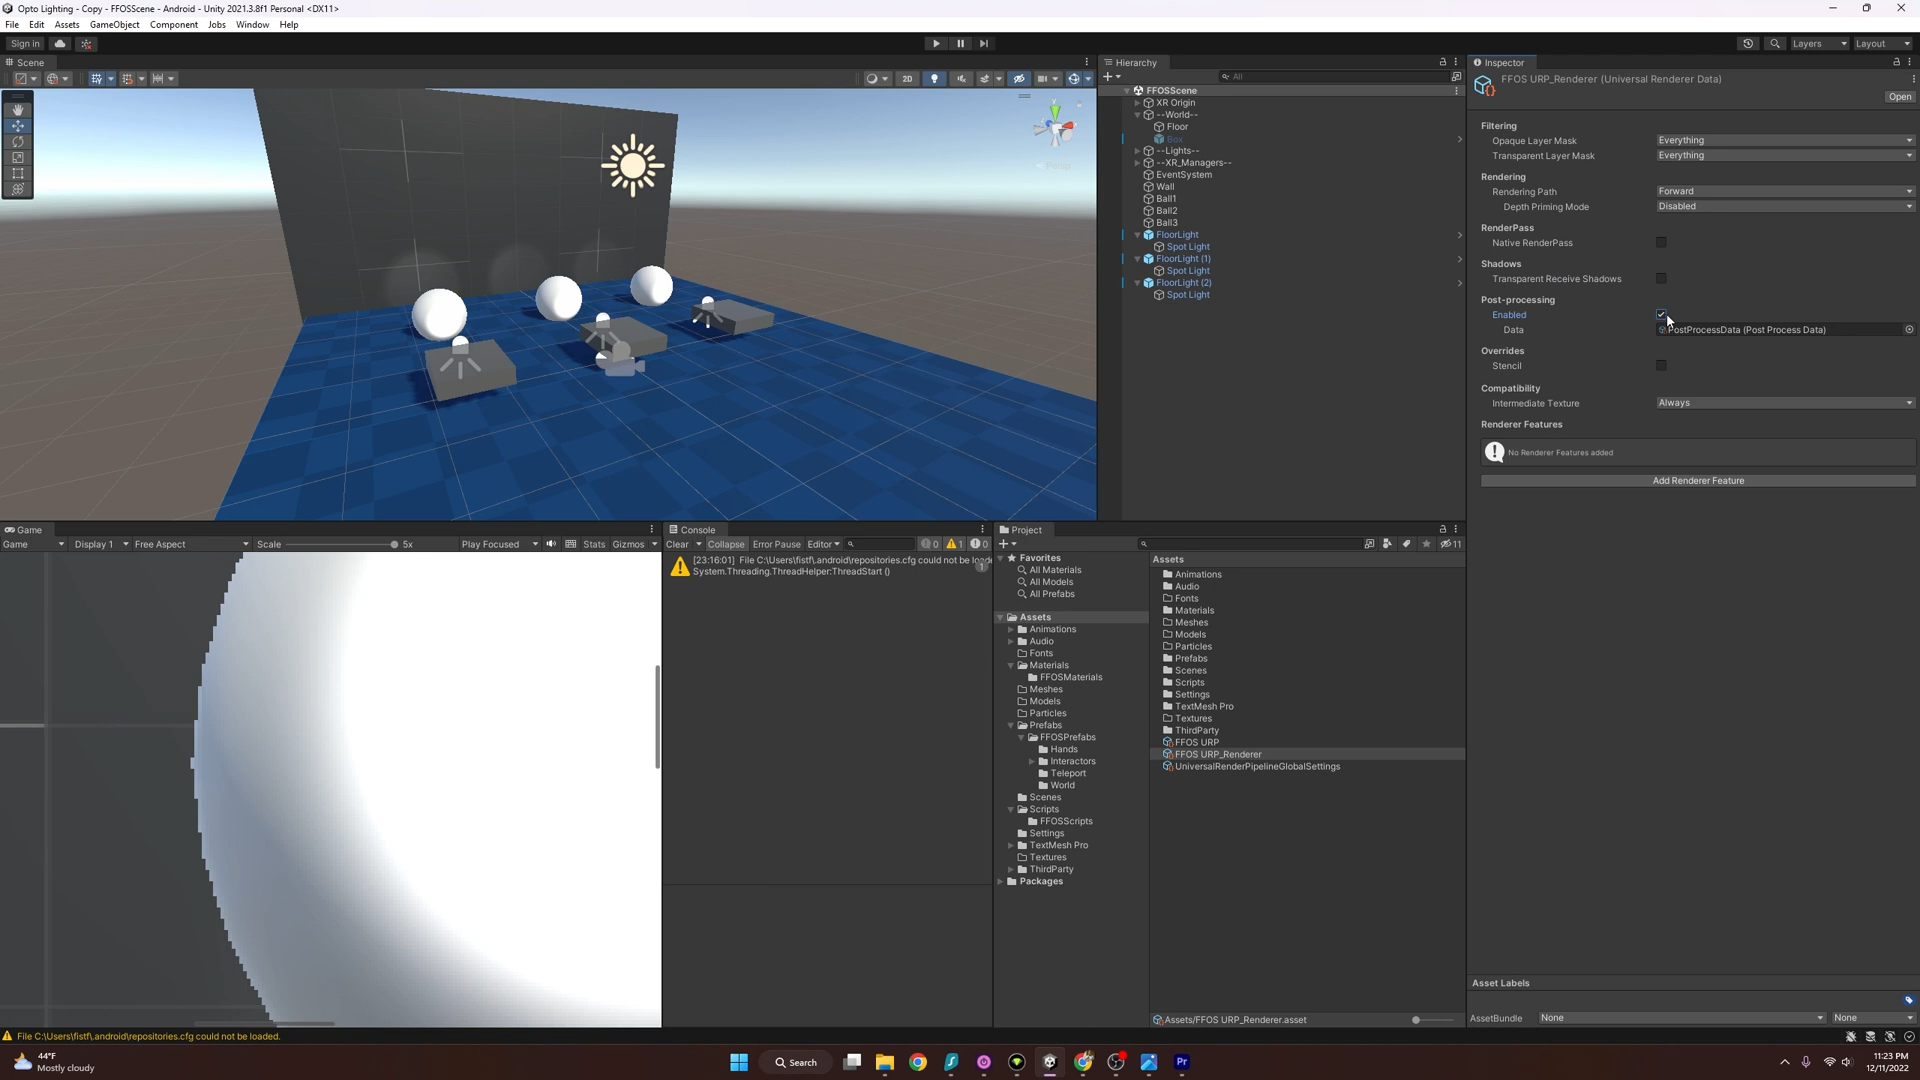 Opto Lighting - Copy - FFOSScene - Android - Unity 2021.3.8f1 Personal <DX11>
File Edit Assets GameObject Component Jobs Window Help
Sign in
Layers
Layout
Scene
2D
Persp
Hierarchy
All
FFOSScene
XR Origin
--World--
Floor
Box
--Lights--
--XR_Managers--
EventSystem
Wall
Ball1
Ball2
Ball3
FloorLight
Spot Light
FloorLight (1)
Spot Light
FloorLight (2)
Spot Light
Inspector
FFOS URP_Renderer (Universal Renderer Data)
Open
Filtering
Opaque Layer Mask Everything
Transparent Layer Mask Everything
Rendering
Rendering Path Forward
Depth Priming Mode Disabled
RenderPass
Native RenderPass
Shadows
Transparent Receive Shadows
Post-processing
Enabled
Data PostProcessData (Post Process Data)
Overrides
Stencil
Compatibility
Intermediate Texture Always
Renderer Features
No Renderer Features added
Add Renderer Feature
Asset Labels
AssetBundle None None
Game
Game Display 1 Free Aspect Scale 5x Play Focused Stats Gizmos
Console
Clear Collapse Error Pause Editor 0 1 0
[23:16:01] File C:\Users\fistf\.android\repositories.cfg could not be loade
System.Threading.ThreadHelper:ThreadStart ()
1
Project
11
Favorites
All Materials
All Models
All Prefabs
Assets
Animations
Audio
Fonts
Materials
FFOSMaterials
Meshes
Models
Particles
Prefabs
FFOSPrefabs
Hands
Interactors
Teleport
World
Scenes
Scripts
FFOSScripts
Settings
TextMesh Pro
Textures
ThirdParty
Packages
Assets
Animations
Audio
Fonts
Materials
Meshes
Models
Particles
Prefabs
Scenes
Scripts
Settings
TextMesh Pro
Textures
ThirdParty
FFOS URP
FFOS URP_Renderer
UniversalRenderPipelineGlobalSettings
Assets/FFOS URP_Renderer.asset
File C:\Users\fistf\.android\repositories.cfg could not be loaded.
44°F
Mostly cloudy
Search
Pr
11:23 PM
12/11/2022